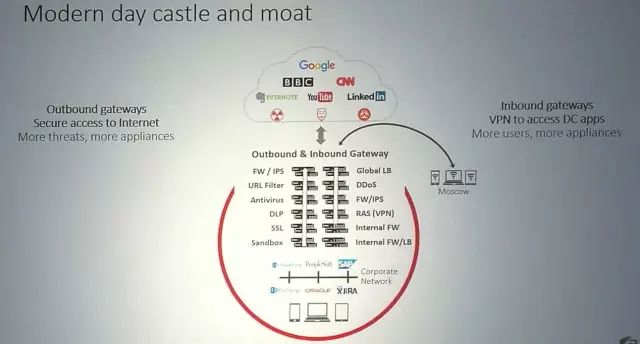 Modern day castle and moat
Google
BBC CNN
EVERNOTE YouTube LinkedIn
Outbound gateways
Secure access to Internet
More threats, more appliances
Inbound gateways
VPN to access DC apps
More users, more appliances
Outbound & Inbound Gateway
FW / IPS
URL Filter
Antivirus
DLP
SSL
Sandbox
Global LB
DDoS
FW/IPS
RAS (VPN)
Internal FW
Internal FW/LB
Moscow
PeopleSoft SAP
Corporate
Network
Exchange ORACLE JIRA